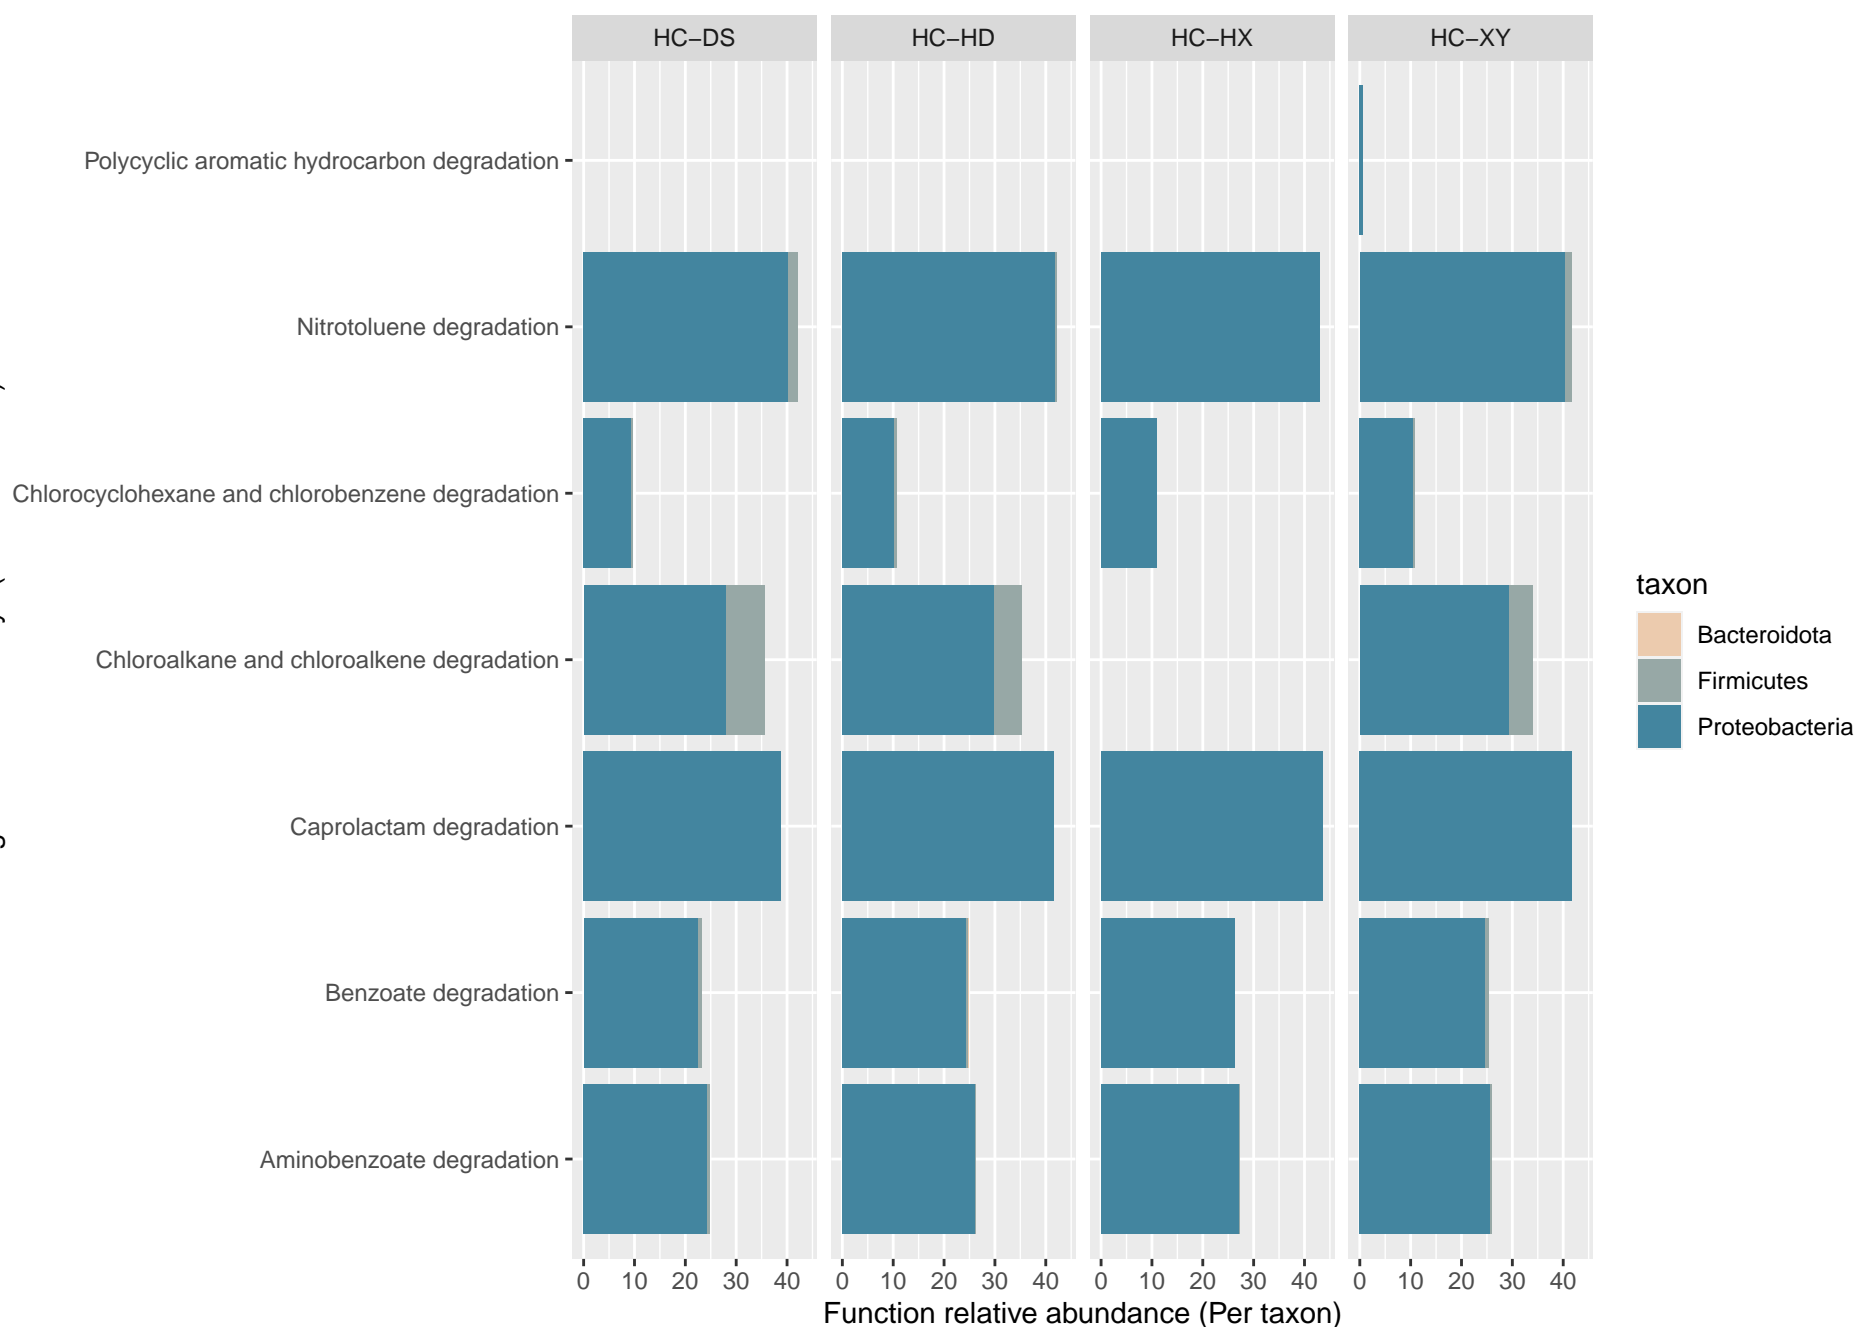 HC−DS HC−HD HC−HX HC−XY
Polycyclic aromatic hydrocarbon degradation
Nitrotoluene degradation
Chlorocyclohexane and chlorobenzene degradation
Chloroalkane and chloroalkene degradation
Caprolactam degradation
Benzoate degradation
Aminobenzoate degradation
taxon
Bacteroidota
Firmicutes
Proteobacteria
0 10 20 30 40 0 10 20 30 40 0 10 20 30 40 0 10 20 30 40
Function relative abundance (Per taxon)